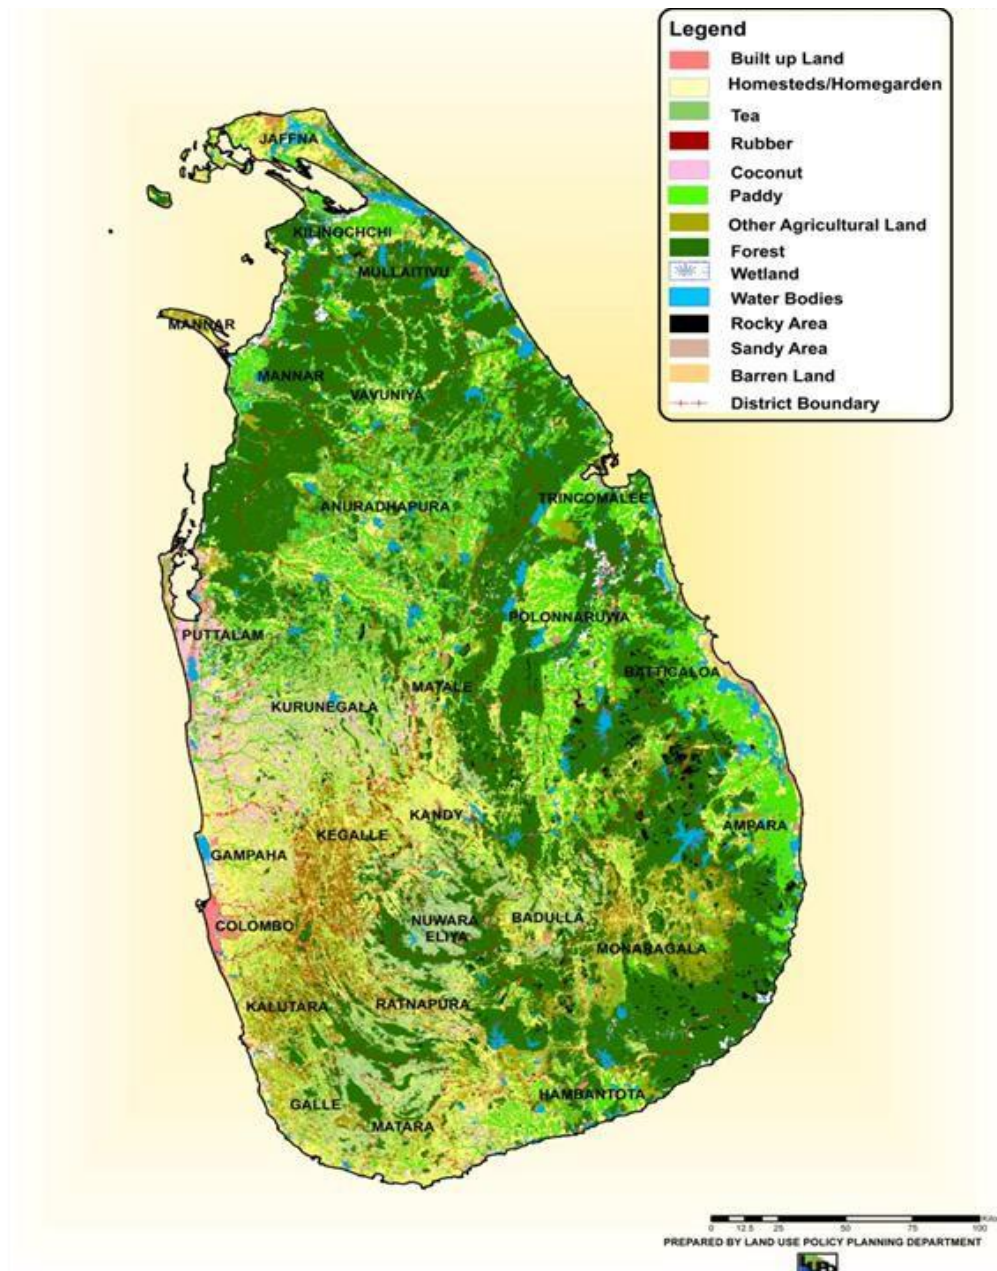 Legend
Built up Land
Homesteds/Homegarden
Tea
Rubber
Coconut
Paddy
Other Agricultural Land
Forest
Wetland
Water Bodies
Rocky Area
Sandy Area
Barren Land
District Boundary
JAFFNA
KILINOCHCHI
MULLAITIVU
MANNAR
MANNAR
VAVUNIYA
TRINCOMALEE
ANURADHAPURA
POLONNARUWA
PUTTALAM
BATTICALOA
MATALE
KURUNEGALA
KANDY
AMPARA
KEGALLE
GAMPAHA
NUWARA
ELIYA
BADULLA
COLOMBO
MONARAGALA
KALUTARA
RATNAPURA
HAMBANTOTA
GALLE
MATARA
0 12.5 25 50 75 100
PREPARED BY LAND USE POLICY PLANNING DEPARTMENT